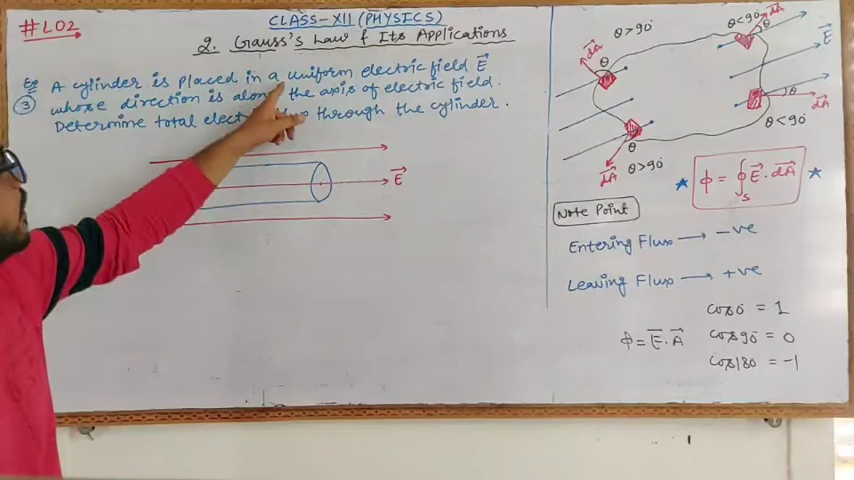 #L02
CLASS-XII (PHYSICS)
2. Gauss's Law & Its Applications
Eg ③ A cylinder is placed in a uniform electric field E⃗
whose direction is along the axis of electric field.
Determine total electric flux through the cylinder.
E⃗
θ>90°
θ<90°
dA⃗
θ
dA⃗
θ
E⃗
θ
dA⃗
θ<90°
θ
dA⃗
θ>90°
ϕ = ∮ₛ E⃗ . dA⃗
Note Point
Entering Flux → -ve
Leaving Flux → +ve
cos0° = 1
ϕ = E⃗ . A⃗
cos90° = 0
cos180° = -1